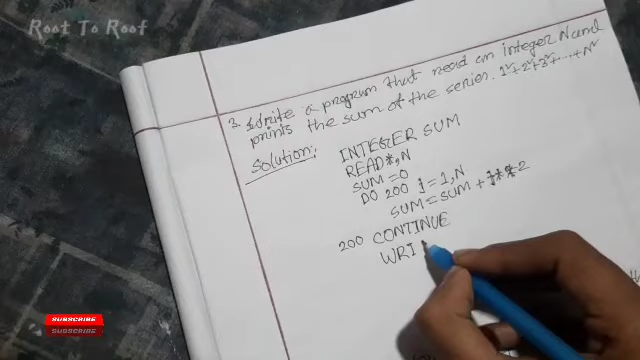 Root To Roof
3. Write a program that read an integer N and
prints the sum of the series. 1²+2²+3²+.....+N²
Solution:
INTEGER SUM
READ*,N
SUM=0
DO 200 j=1,N
SUM=SUM+j**2
200 CONTINUE
WRI
SUBSCRIBE